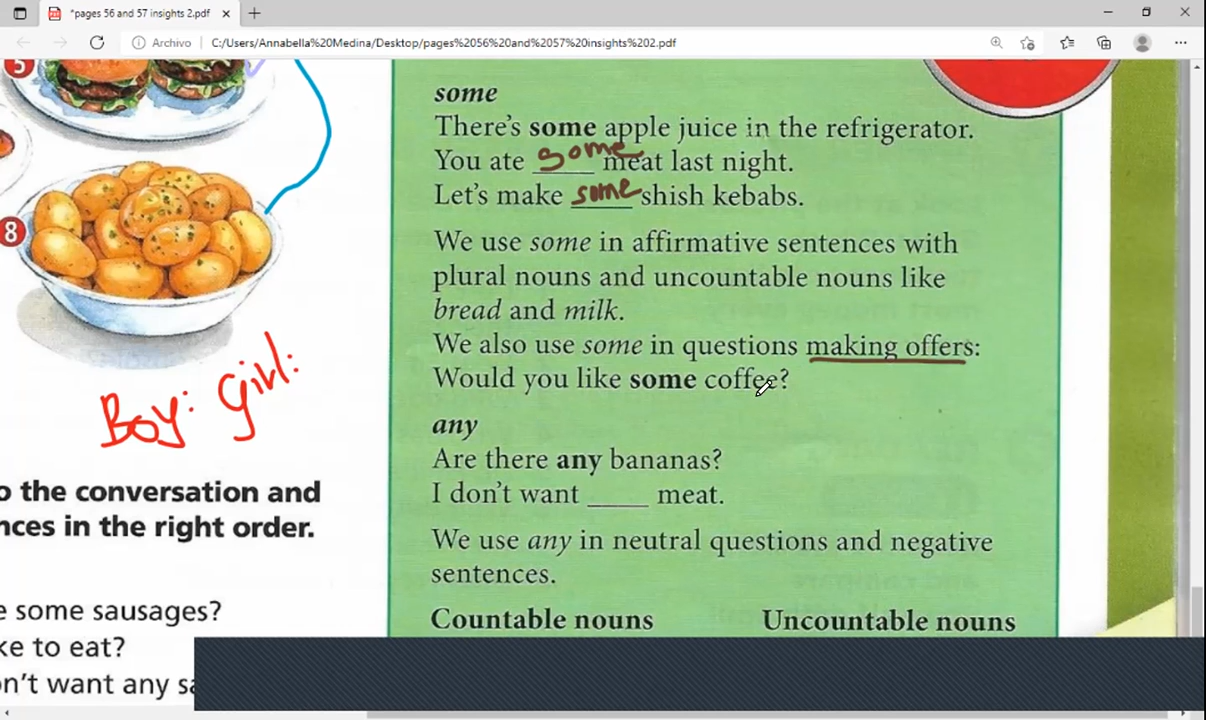 *pages 56 and 57 insights 2.pdf
Archivo C:/Users/Annabella%20Medina/Desktop/pages%2056%20and%2057%20insights%202.pdf
5
some
There's some apple juice in the refrigerator.
You ate some meat last night.
Let's make some shish kebabs.
8
We use some in affirmative sentences with
plural nouns and uncountable nouns like
bread and milk.
We also use some in questions making offers:
Would you like some coffee?
Boy: Girl:
any
Are there any bananas?
I don't want ____ meat.
o the conversation and
nces in the right order.
We use any in neutral questions and negative
sentences.
e some sausages?
Countable nouns Uncountable nouns
ke to eat?
n't want any sa